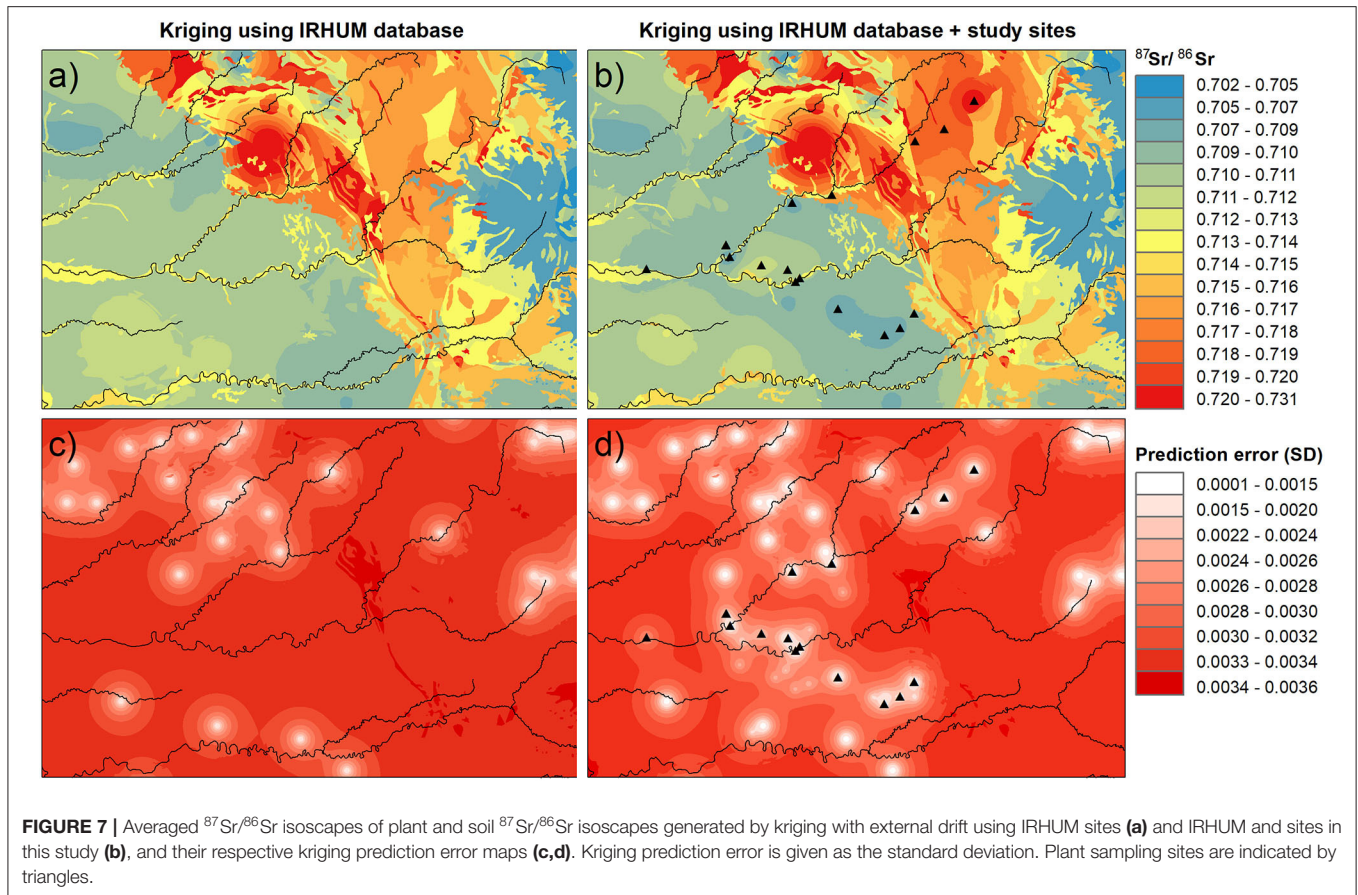 Kriging using IRHUM database
Kriging using IRHUM database + study sites
a)
b)
87Sr/ 86Sr
0.702 - 0.705
0.705 - 0.707
0.707 - 0.709
0.709 - 0.710
0.710 - 0.711
0.711 - 0.712
0.712 - 0.713
0.713 - 0.714
0.714 - 0.715
0.715 - 0.716
0.716 - 0.717
0.717 - 0.718
0.718 - 0.719
0.719 - 0.720
0.720 - 0.731
c)
d)
Prediction error (SD)
0.0001 - 0.0015
0.0015 - 0.0020
0.0022 - 0.0024
0.0024 - 0.0026
0.0026 - 0.0028
0.0028 - 0.0030
0.0030 - 0.0032
0.0033 - 0.0034
0.0034 - 0.0036
FIGURE 7 | Averaged 87Sr/86Sr isoscapes of plant and soil 87Sr/86Sr isoscapes generated by kriging with external drift using IRHUM sites (a) and IRHUM and sites in
this study (b), and their respective kriging prediction error maps (c,d). Kriging prediction error is given as the standard deviation. Plant sampling sites are indicated by
triangles.